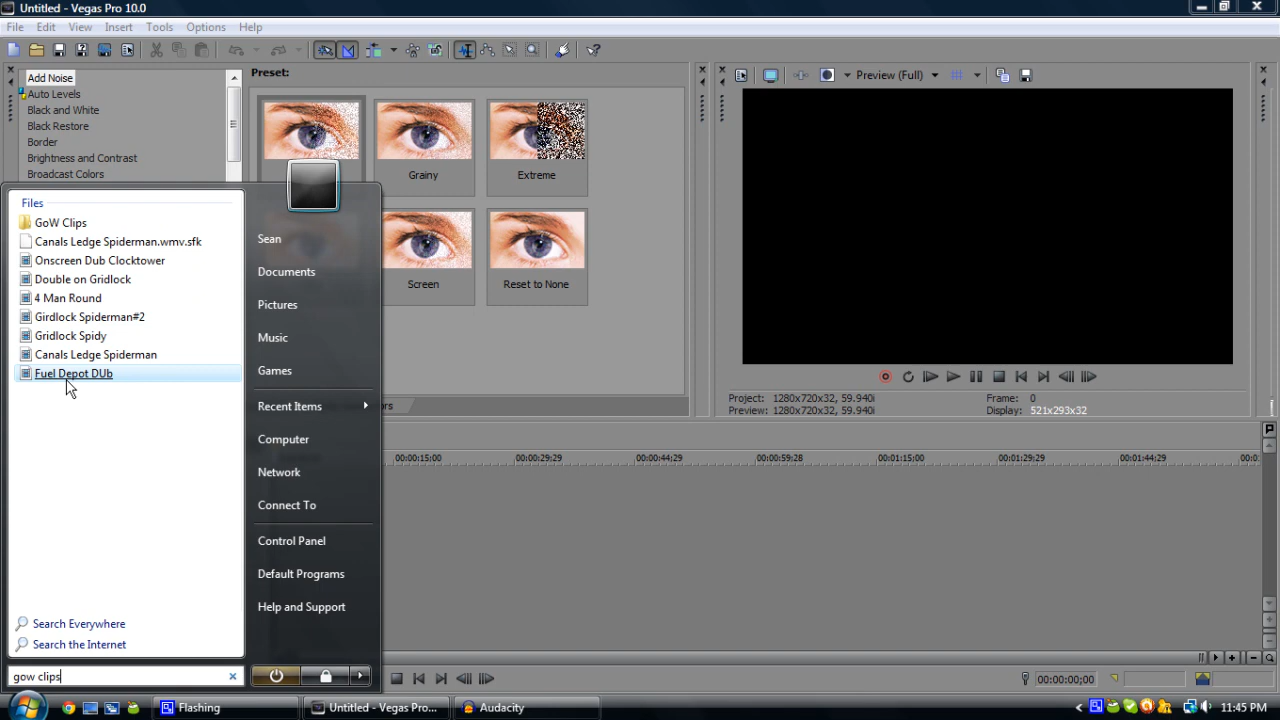 Untitled - Vegas Pro 10.0
File Edit View Insert Tools Options Help
Add Noise
Auto Levels
Black and White
Black Restore
Border
Brightness and Contrast
Broadcast Colors
Preset:
Grainy
Extreme
Screen
Reset to None
Preview (Full)
Project: 1280x720x32, 59.940i
Preview: 1280x720x32, 59.940i
Frame: 0
Display: 521x293x32
00:00:15;00 00:00:29;29 00:00:44;29 00:00:59;28 00:01:15;00 00:01:29;29 00:01:44;29 00:0
00:00:00;00
Files
GoW Clips
Canals Ledge Spiderman.wmv.sfk
Onscreen Dub Clocktower
Double on Gridlock
4 Man Round
Girdlock Spiderman#2
Gridlock Spidy
Canals Ledge Spiderman
Fuel Depot DUb
Search Everywhere
Search the Internet
gow clips
Sean
Documents
Pictures
Music
Games
Recent Items
Computer
Network
Connect To
Control Panel
Default Programs
Help and Support
Flashing
Untitled - Vegas Pro...
Audacity
11:45 PM